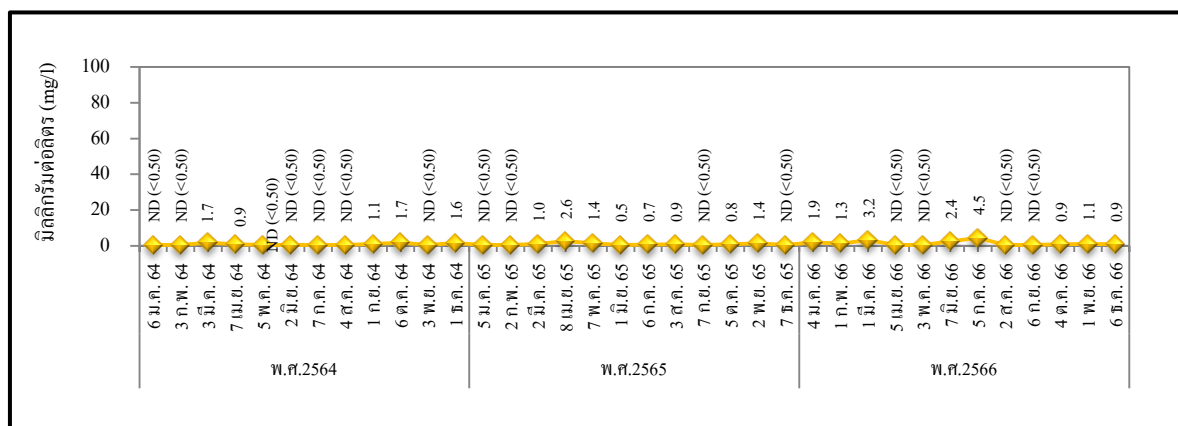 มิลลิกรัมต่อลิตร (mg/l)
100
80
60
40
20
0
ND (<0.50)
ND (<0.50)
1.7
0.9
ND (<0.50)
ND (<0.50)
ND (<0.50)
ND (<0.50)
1.1
1.7
ND (<0.50)
1.6
ND (<0.50)
ND (<0.50)
1.0
2.6
1.4
0.5
0.7
0.9
ND (<0.50)
0.8
1.4
ND (<0.50)
1.9
1.3
3.2
ND (<0.50)
ND (<0.50)
2.4
4.5
ND (<0.50)
ND (<0.50)
0.9
1.1
0.9
6 ม.ค. 64
3 ก.พ. 64
3 มี.ค. 64
7 เม.ย. 64
5 พ.ค. 64
2 มิ.ย. 64
7 ก.ค. 64
4 ส.ค. 64
1 ก.ย. 64
6 ต.ค. 64
3 พ.ย. 64
1 ธ.ค. 64
5 ม.ค. 65
2 ก.พ. 65
2 มี.ค. 65
8 เม.ย. 65
7 พ.ค. 65
1 มิ.ย. 65
6 ก.ค. 65
3 ส.ค. 65
7 ก.ย. 65
5 ต.ค. 65
2 พ.ย. 65
7 ธ.ค. 65
4 ม.ค. 66
1 ก.พ. 66
1 มี.ค. 66
5 เม.ย. 66
3 พ.ค. 66
7 มิ.ย. 66
5 ก.ค. 66
2 ส.ค. 66
6 ก.ย. 66
4 ต.ค. 66
1 พ.ย. 66
6 ธ.ค. 66
พ.ศ.2564
พ.ศ.2565
พ.ศ.2566